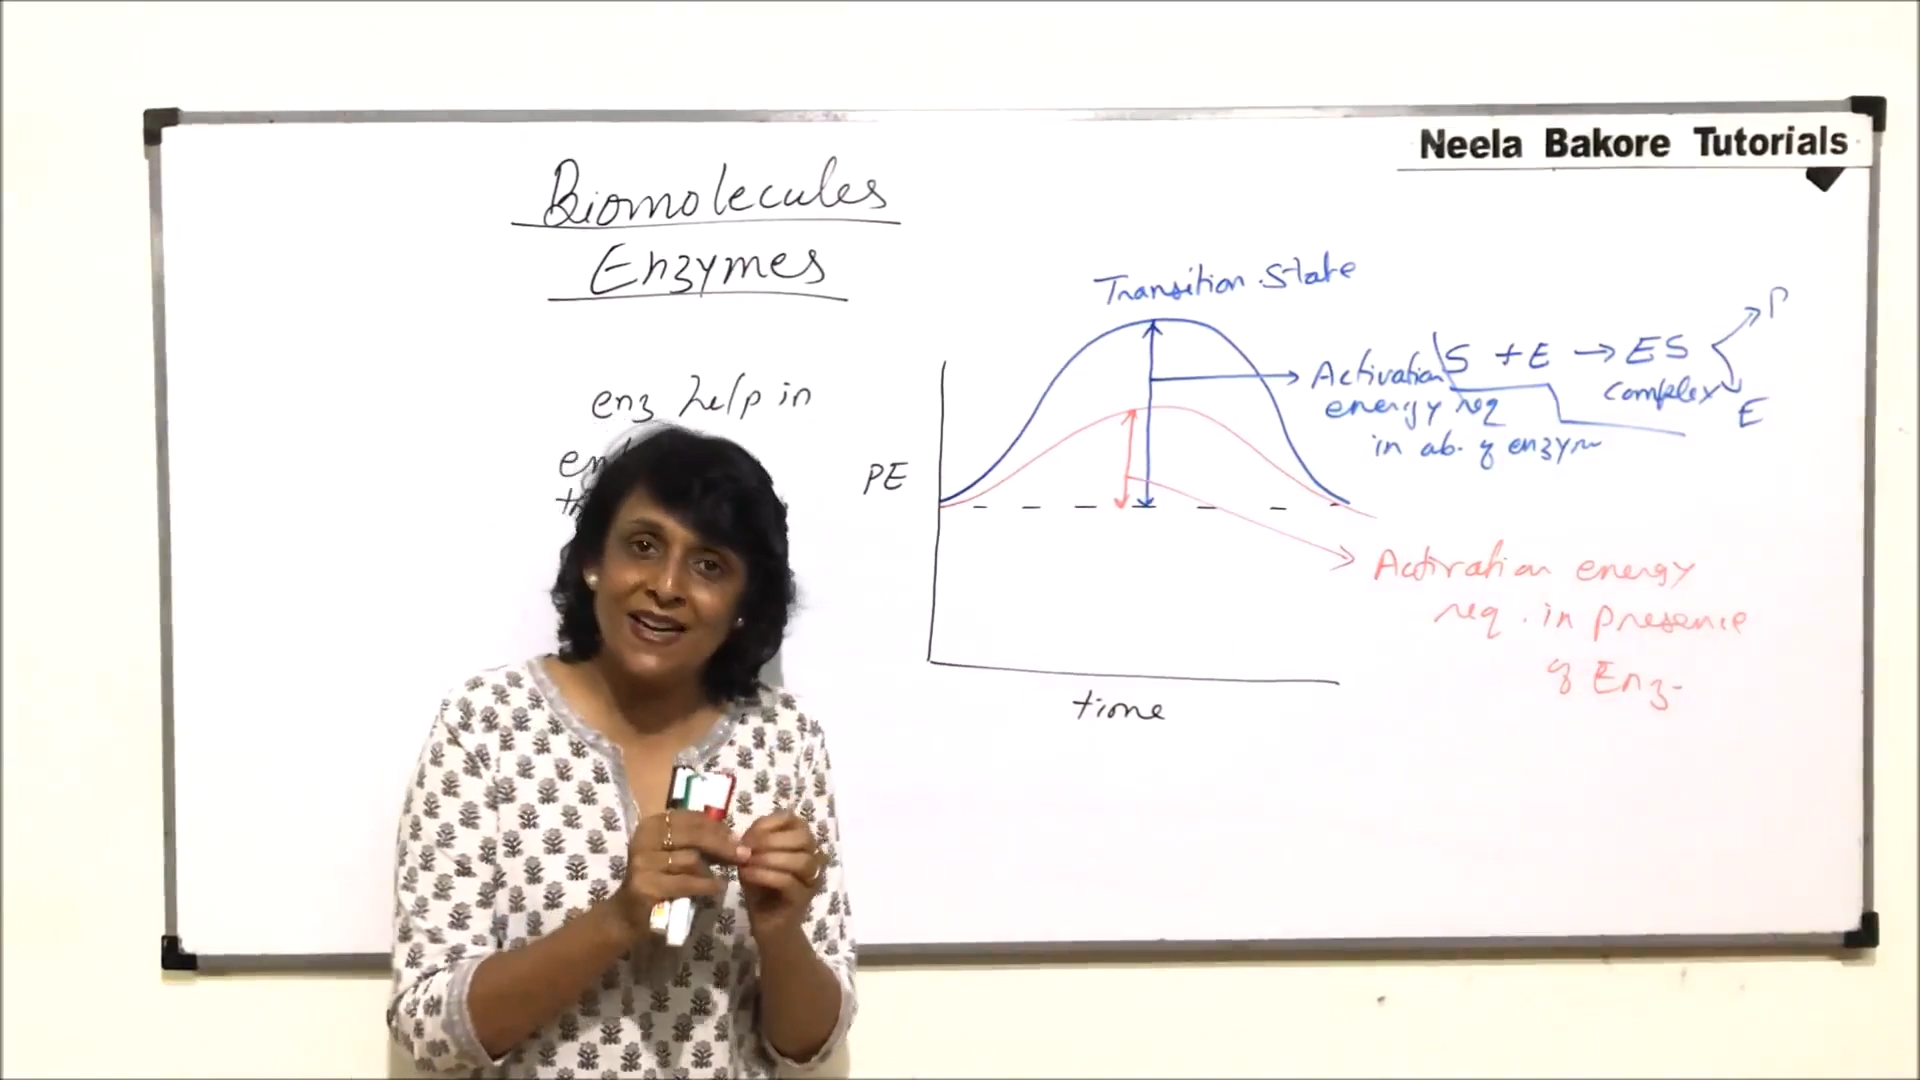 Neela Bakore Tutorials
Biomolecules
Enzymes
enz help in
PE
time
Transition State
Activation
energy req
in ab. of enzym
S + E → ES
complex
P
E
Activation energy
req. in presence
of Enz-